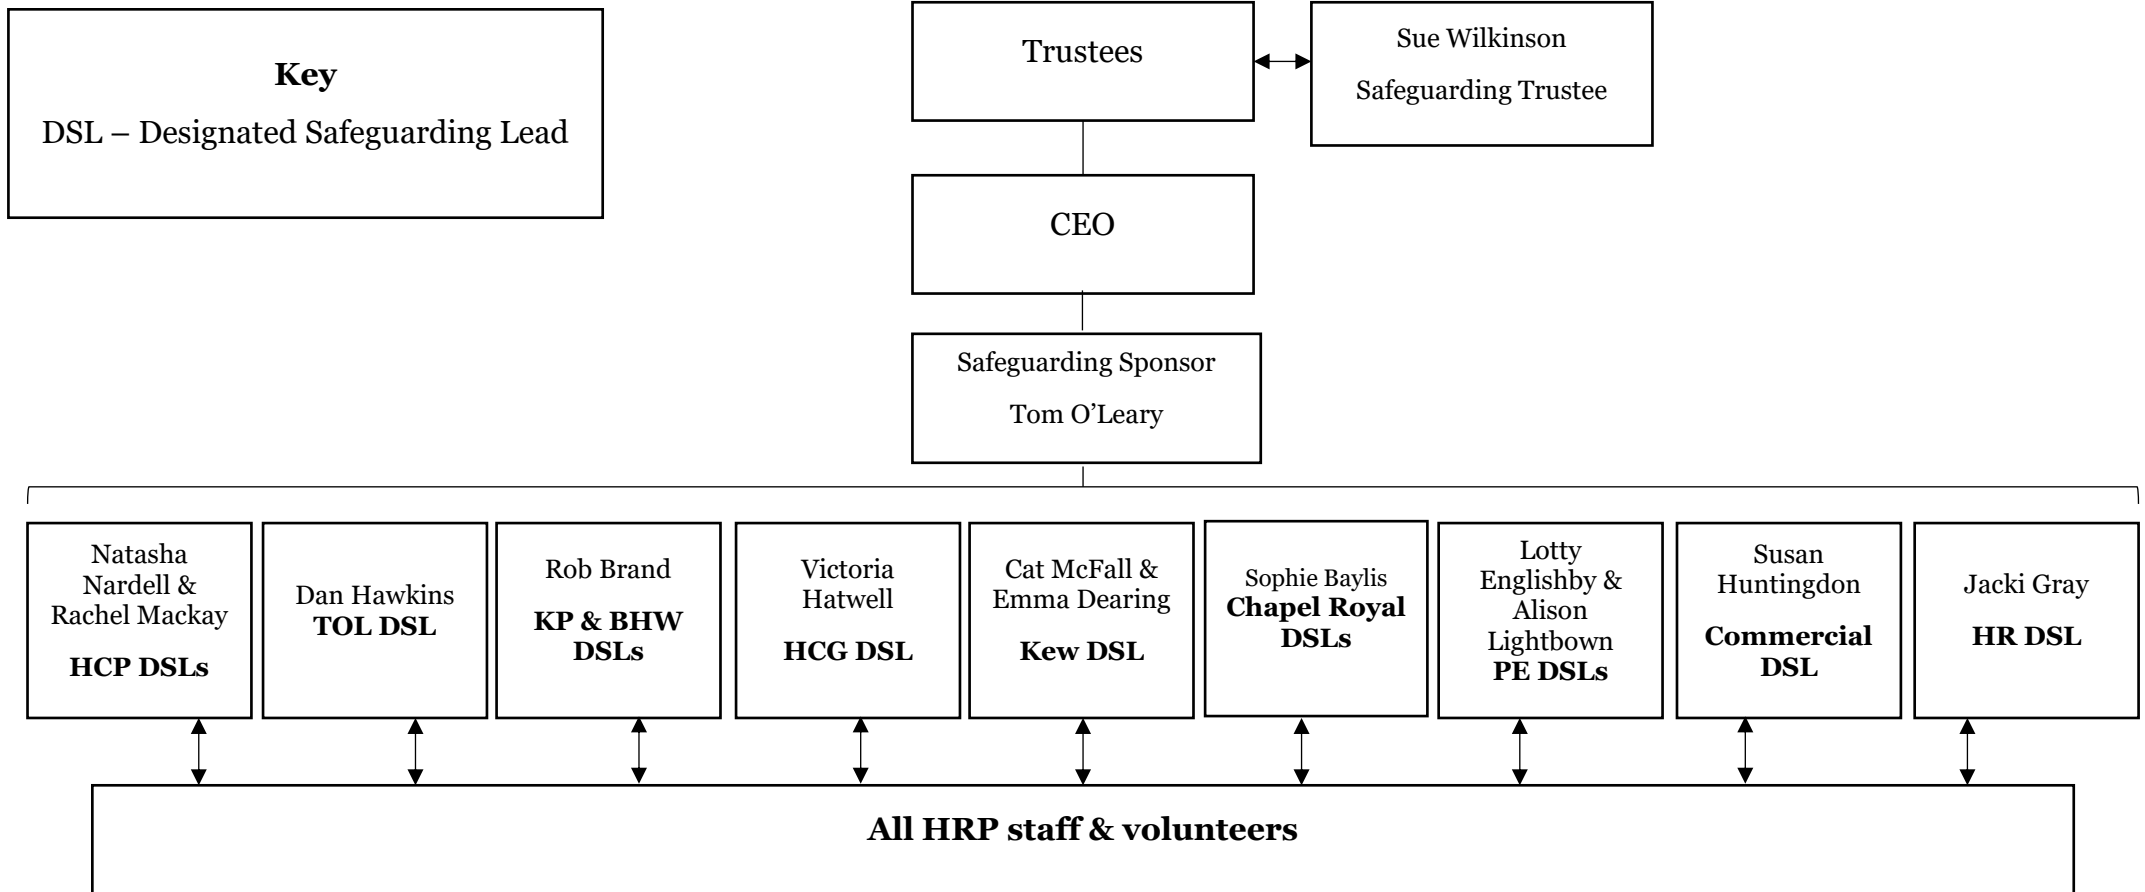 Key
DSL – Designated Safeguarding Lead
Trustees
Sue Wilkinson
Safeguarding Trustee
CEO
Safeguarding Sponsor
Tom O’Leary
Natasha
Nardell &
Rachel Mackay
HCP DSLs
Dan Hawkins
TOL DSL
Rob Brand
KP & BHW
DSLs
Victoria
Hatwell
HCG DSL
Cat McFall &
Emma Dearing
Kew DSL
Sophie Baylis
Chapel Royal
DSLs
Lotty
Englishby &
Alison
Lightbown
PE DSLs
Susan
Huntingdon
Commercial
DSL
Jacki Gray
HR DSL
All HRP staff & volunteers